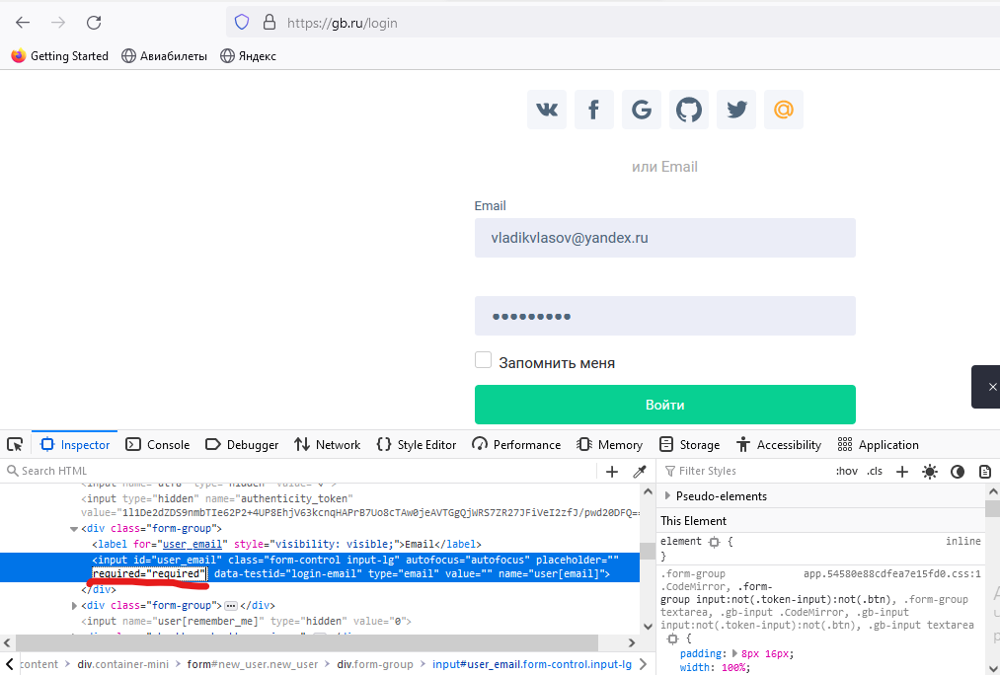 https://gb.ru/login
Getting Started
Авиабилеты
Яндекс
или Email
Email
vladikvlasov@yandex.ru
Запомнить меня
Войти
Inspector
Console
Debugger
Network
Style Editor
Performance
Memory
Storage
Accessibility
Application
Search HTML
<input name="utf8" type="hidden" value="✓">
<input type="hidden" name="authenticity_token"
<div class="form-group">
<label for="user_email" style="visibility: visible;">Email</label>
<input id="user_email" class="form-control input-lg" autofocus="autofocus" placeholder=""
required="required" data-testid="login-email" type="email" value="" name="user[email]">
</div>
<div class="form-group"> </div>
<input name="user[remember_me]" type="hidden" value="0">
content
div.container-mini
form#new_user.new_user
div.form-group
input#user_email.form-control.input-lg
Filter Styles
:hov
.cls
Pseudo-elements
This Element
element {
inline
}
.form-group
app.54580e88cdfea7e15fd0.css:1
.CodeMirror, .form-
group input:not(.token-input):not(.btn), .form-group
textarea, .gb-input .CodeMirror, .gb-input
input:not(.token-input):not(.btn), .gb-input textarea
{
padding: 8px 16px;
width: 100%;